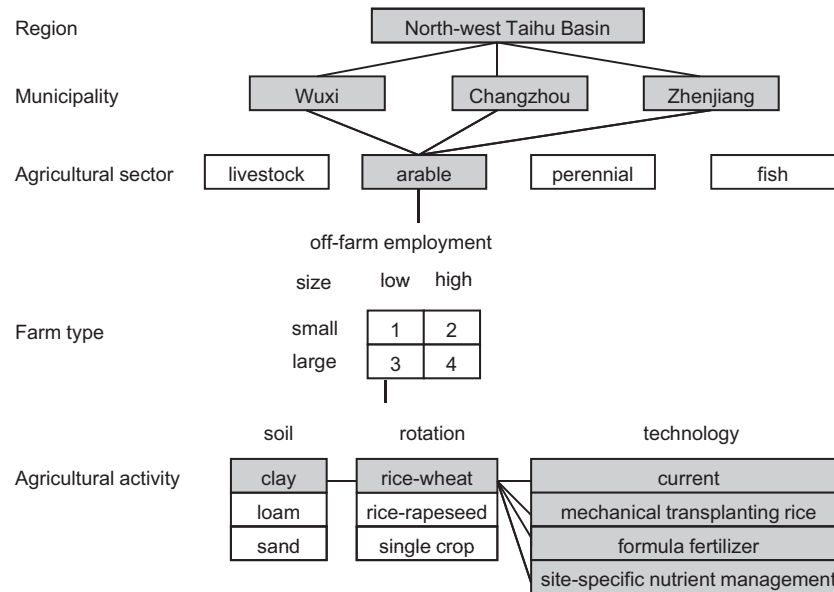 Region North-west Taihu Basin
Municipality Wuxi Changzhou Zhenjiang
Agricultural sector livestock arable perennial fish
off-farm employment
size low high
Farm type
small 1 2
large 3 4
soil rotation technology
Agricultural activity clay rice-wheat current
loam rice-rapeseed mechanical transplanting rice
sand single crop formula fertilizer
site-specific nutrient management